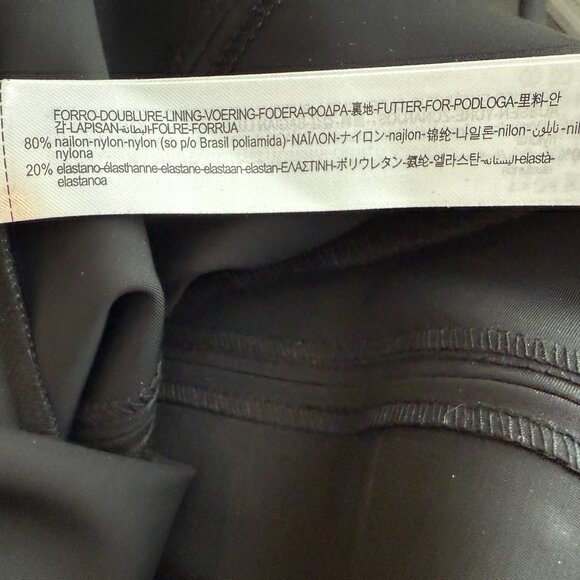 FORRO-DOUBLURE-LINING-VOERING-FODERA-ΦΟΔΡΑ-裏地-FUTTER-FOR-PODLOGA-里料-안
감-LAPISAN-البطانة-FOLRE-FORRUA
80% nailon-nylon-nylon (so p/o Brasil poliamida)-ΝΑΪΛΟΝ-ナイロン-najlon-锦纶-나일론-nilon-نايلون-nil
nylona
20% elastano-élasthanne-elastane-elastaan-elastan-ΕΛΑΣΤΙΝΗ-ポリウレタン-氨纶-엘라스탄-elastà-
elastanoa